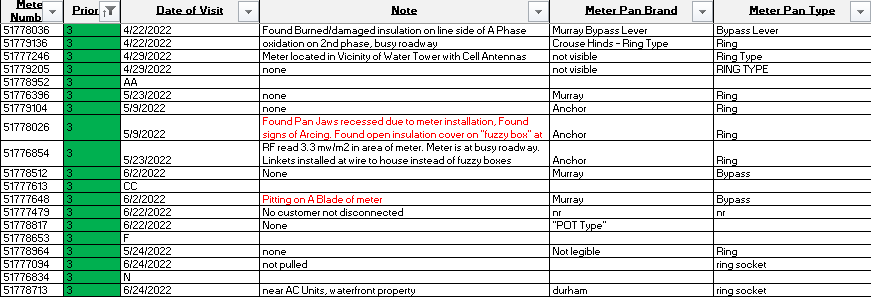 Mete Numb Prior Date of Visit Note Meter Pan Brand Meter Pan Type
51778036 3 4/22/2022 Found Burned/damaged insulation on line side of A Phase Murray Bypass Lever Bypass Lever
51779136 3 4/22/2022 oxidation on 2nd phase, busy roadway Crouse Hinds - Ring Type Ring
51777246 3 4/29/2022 Meter located in Vicinity of Water Tower with Cell Antennas not visible Ring Type
51779205 3 4/29/2022 none not visible RING TYPE
51778952 3 AA
51776396 3 5/23/2022 none Murray Ring
51779104 3 5/9/2022 none Anchor Ring
Found Pan Jaws recessed due to meter installation, Found
51778026 3 5/9/2022 signs of Arcing, Found open insulation cover on "fuzzy box" at Anchor Ring
RF read 3.3 mw/m2 in area of meter. Meter is at busy roadway.
51776854 3 5/23/2022 Linkets installed at wire to house instead of fuzzy boxes Anchor Ring
51778512 3 6/2/2022 None Murray Bypass
51777613 3 CC
51777648 3 6/2/2022 Pitting on A Blade of meter Murray Bypass
51777479 3 6/22/2022 No customer not disconnected nr nr
51778817 3 6/22/2022 None "POT Type"
51778653 3 F
51778964 3 5/24/2022 none Not legible Ring
51777094 3 6/24/2022 not pulled ring socket
51776834 3 N
51778713 3 6/24/2022 near AC Units, waterfront property durham ring socket